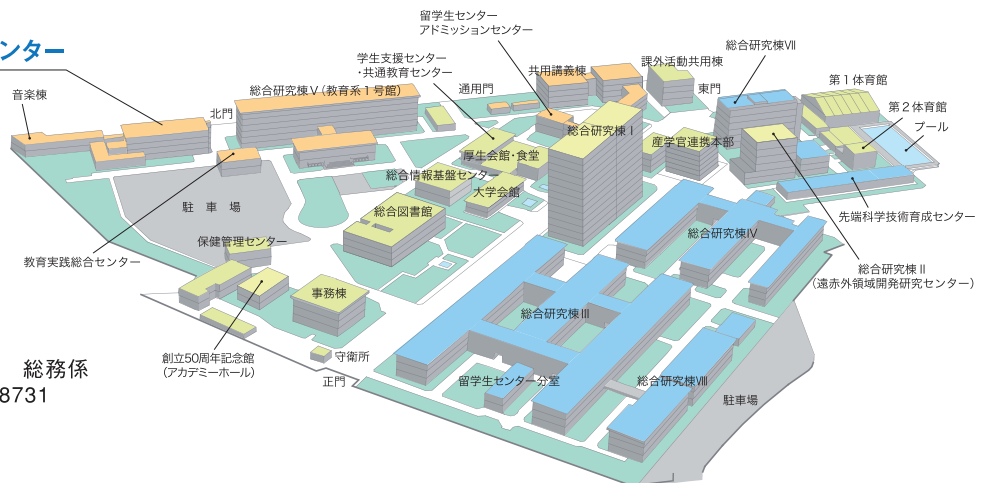 留学生センター
アドミッションセンター
ンター
学生支援センター
・共通教育センター
総合研究棟Ⅶ
課外活動共用棟
共用講義棟
第1体育館
音楽棟
総合研究棟Ⅴ(教育系1号館)
通用門
東門
第2体育館
北門
プール
総合研究棟Ⅰ
産学官連携本部
厚生会館・食堂
総合情報基盤センター
大学会館
駐 車 場
総合図書館
先端科学技術育成センター
総合研究棟Ⅳ
保健管理センター
教育実践総合センター
総合研究棟Ⅱ
(遠赤外領域開発研究センター)
事務棟
総合研究棟Ⅲ
創立50周年記念館
(アカデミーホール)
守衛所
正門
留学生センター分室
総合研究棟Ⅷ
駐車場
総務係
8731